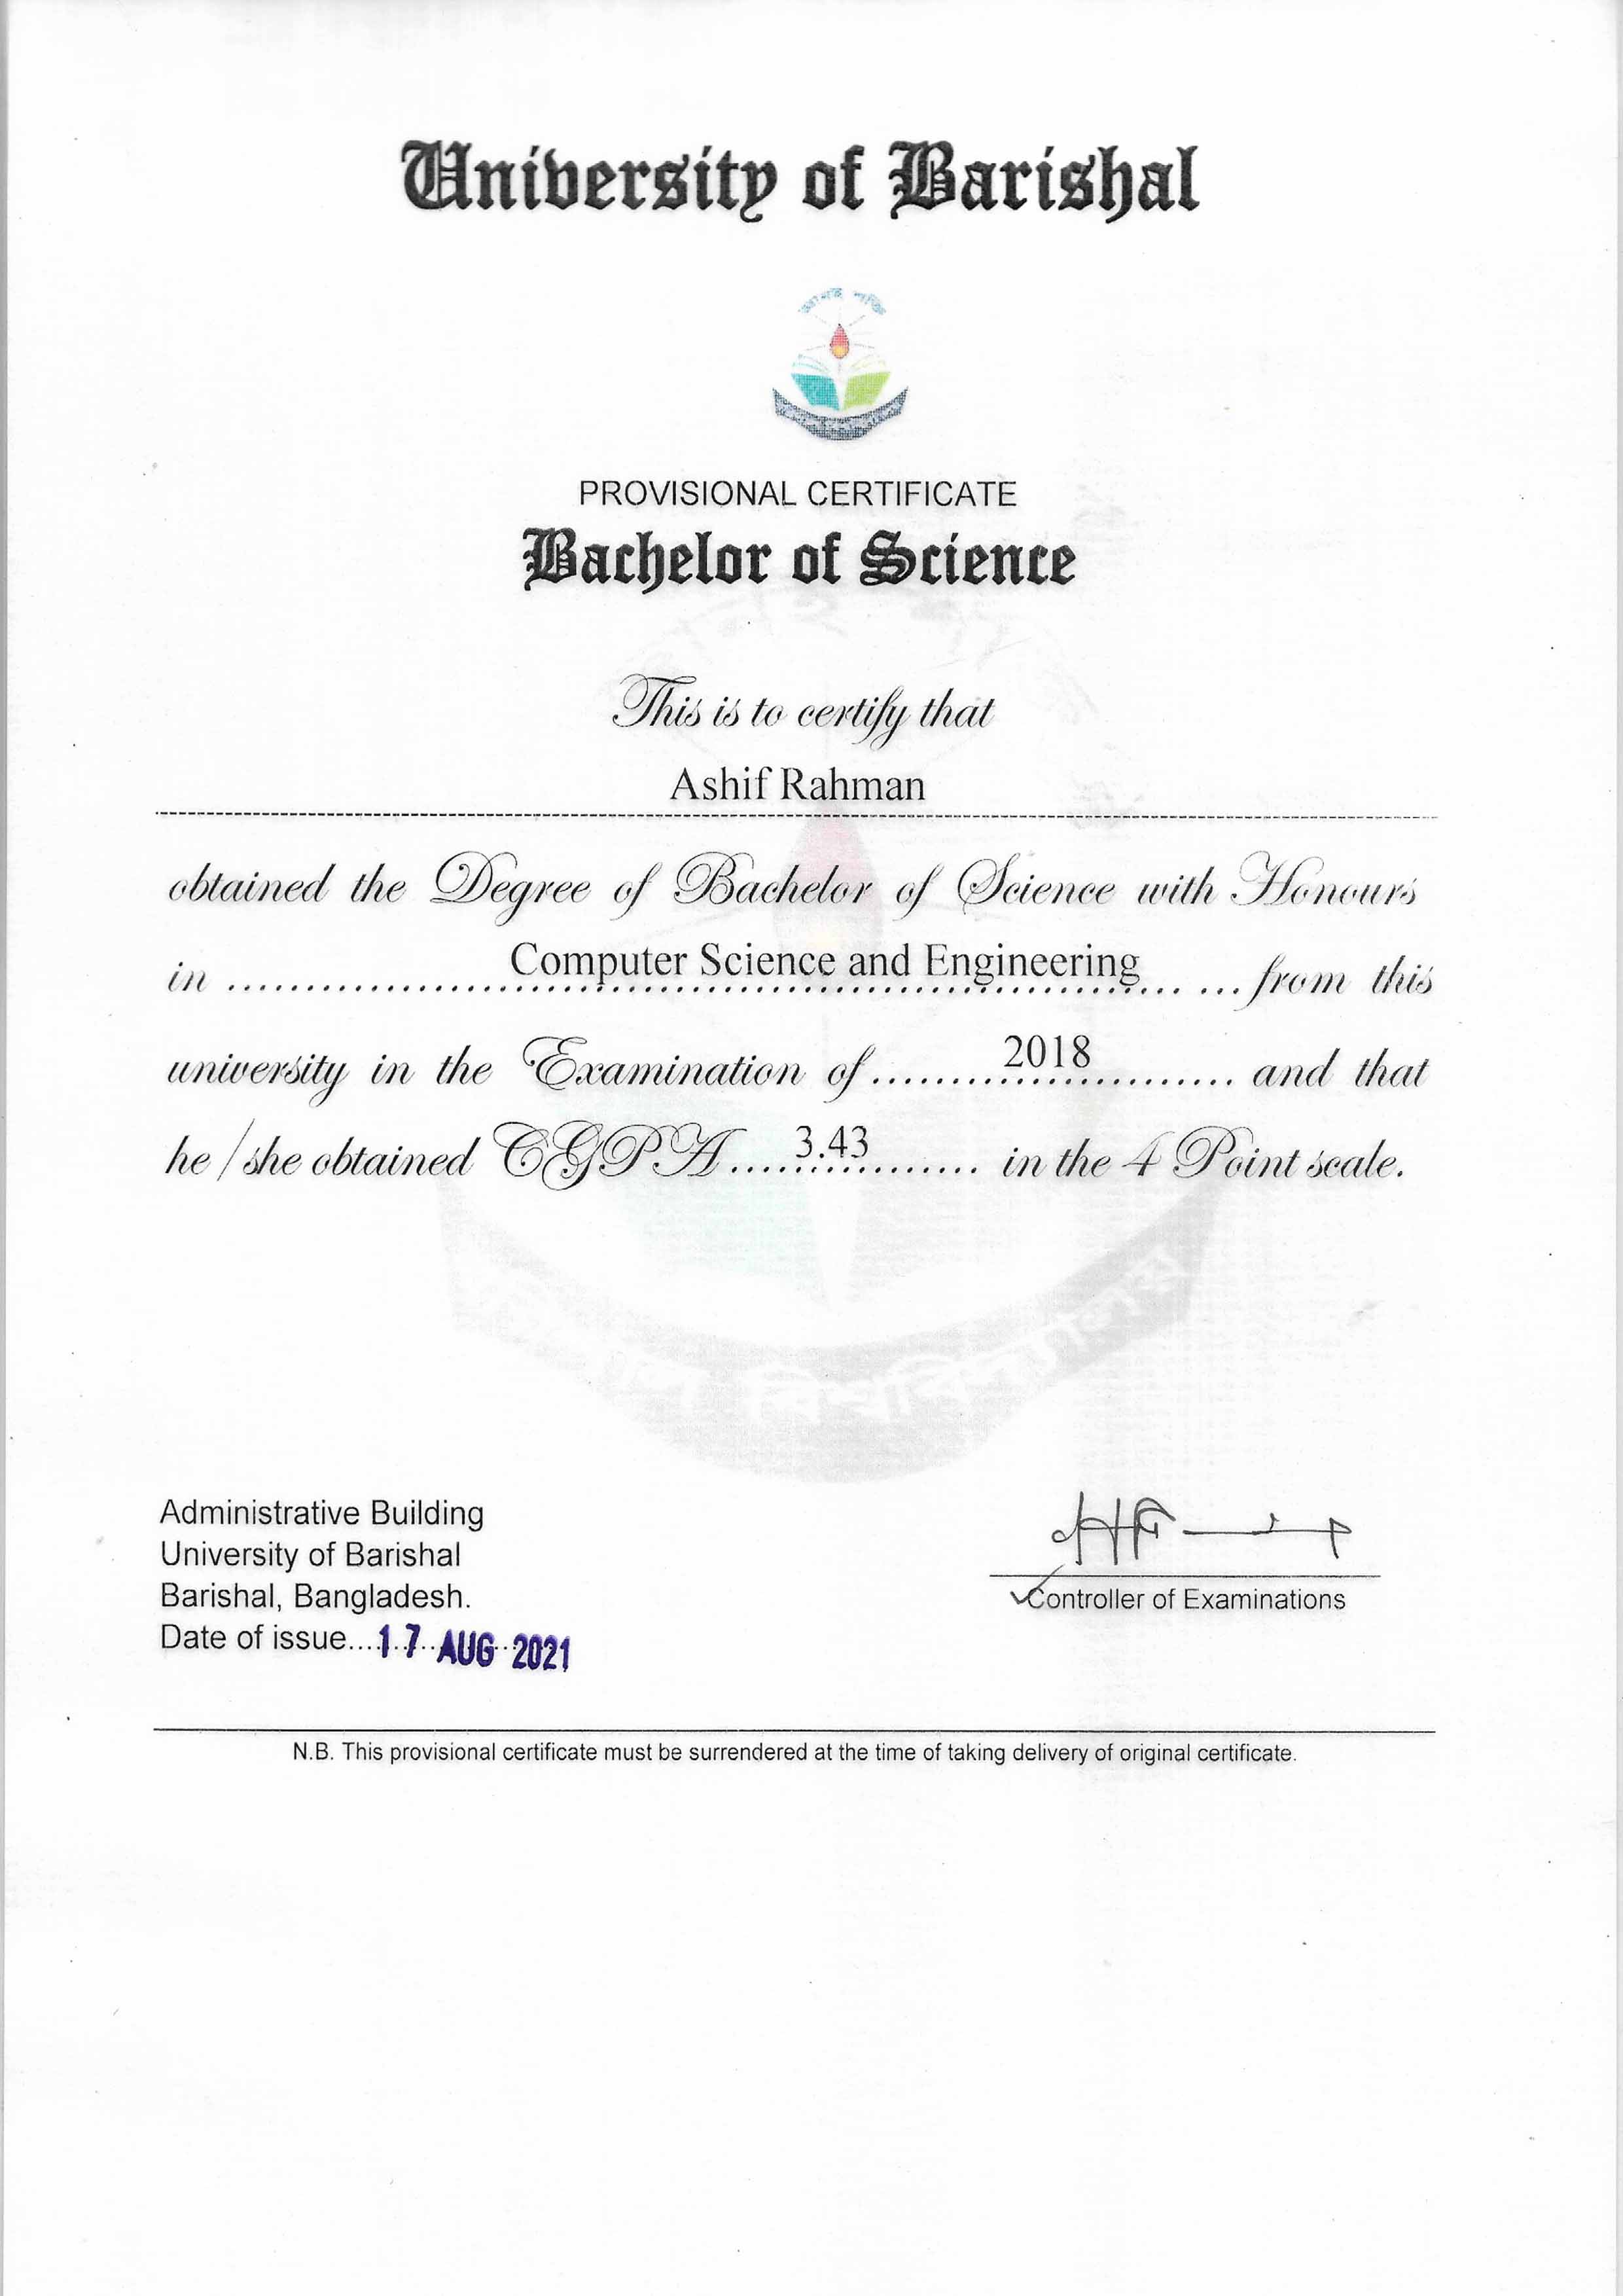 University of Barishal
PROVISIONAL CERTIFICATE
Bachelor of Science
This is to certify that
Ashif Rahman
obtained the Degree of Bachelor of Science with Honours
in .......... Computer Science and Engineering .......... from this
university in the Examination of .......... 2018 .......... and that
he / she obtained CGPA .......... 3.43 .......... in the 4 Point scale.
Administrative Building
University of Barishal
Barishal, Bangladesh.
Date of issue... 17 AUG 2021
Controller of Examinations
N.B. This provisional certificate must be surrendered at the time of taking delivery of original certificate.